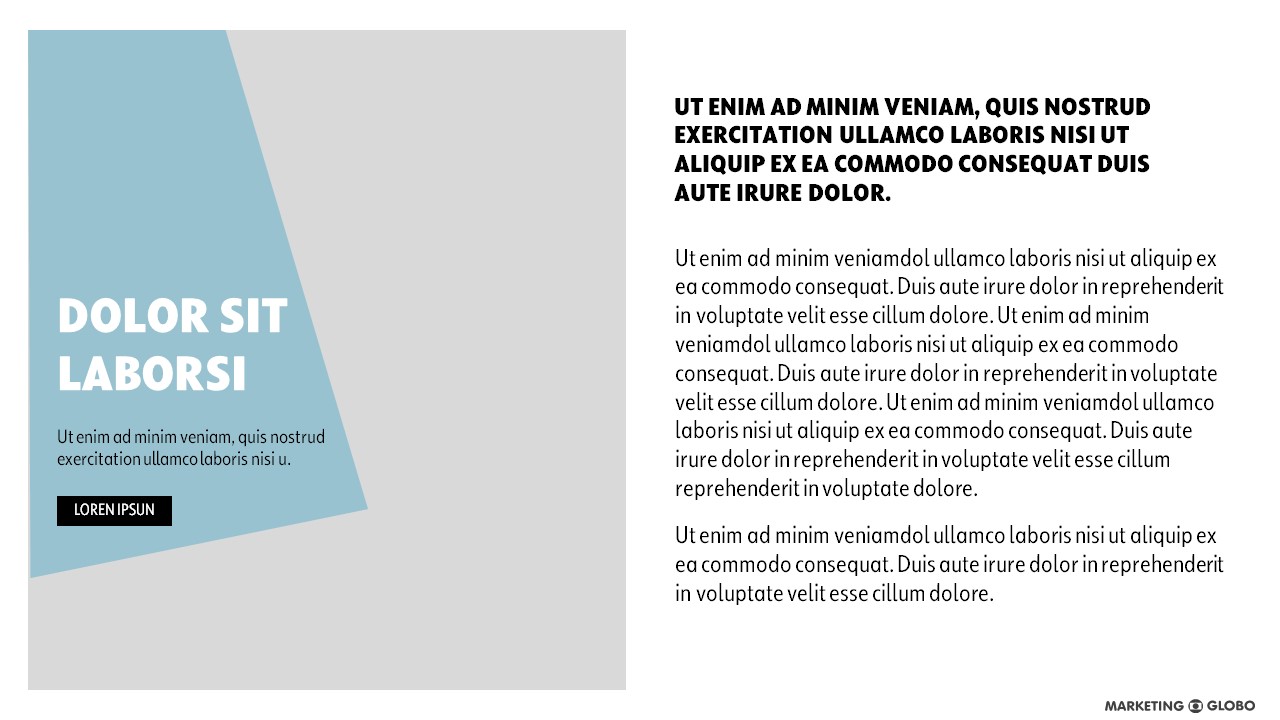 DOLOR SIT
LABORSI
Ut enim ad minim veniam, quis nostrud
exercitation ullamco laboris nisi u.
LOREN IPSUN
UT ENIM AD MINIM VENIAM, QUIS NOSTRUD
EXERCITATION ULLAMCO LABORIS NISI UT
ALIQUIP EX EA COMMODO CONSEQUAT DUIS
AUTE IRURE DOLOR.
Ut enim ad minim veniamdol ullamco laboris nisi ut aliquip ex
ea commodo consequat. Duis aute irure dolor in reprehenderit
in voluptate velit esse cillum dolore. Ut enim ad minim
veniamdol ullamco laboris nisi ut aliquip ex ea commodo
consequat. Duis aute irure dolor in reprehenderit in voluptate
velit esse cillum dolore. Ut enim ad minim veniamdol ullamco
laboris nisi ut aliquip ex ea commodo consequat. Duis aute
irure dolor in reprehenderit in voluptate velit esse cillum
reprehenderit in voluptate dolore.
Ut enim ad minim veniamdol ullamco laboris nisi ut aliquip ex
ea commodo consequat. Duis aute irure dolor in reprehenderit
in voluptate velit esse cillum dolore.
MARKETING GLOBO